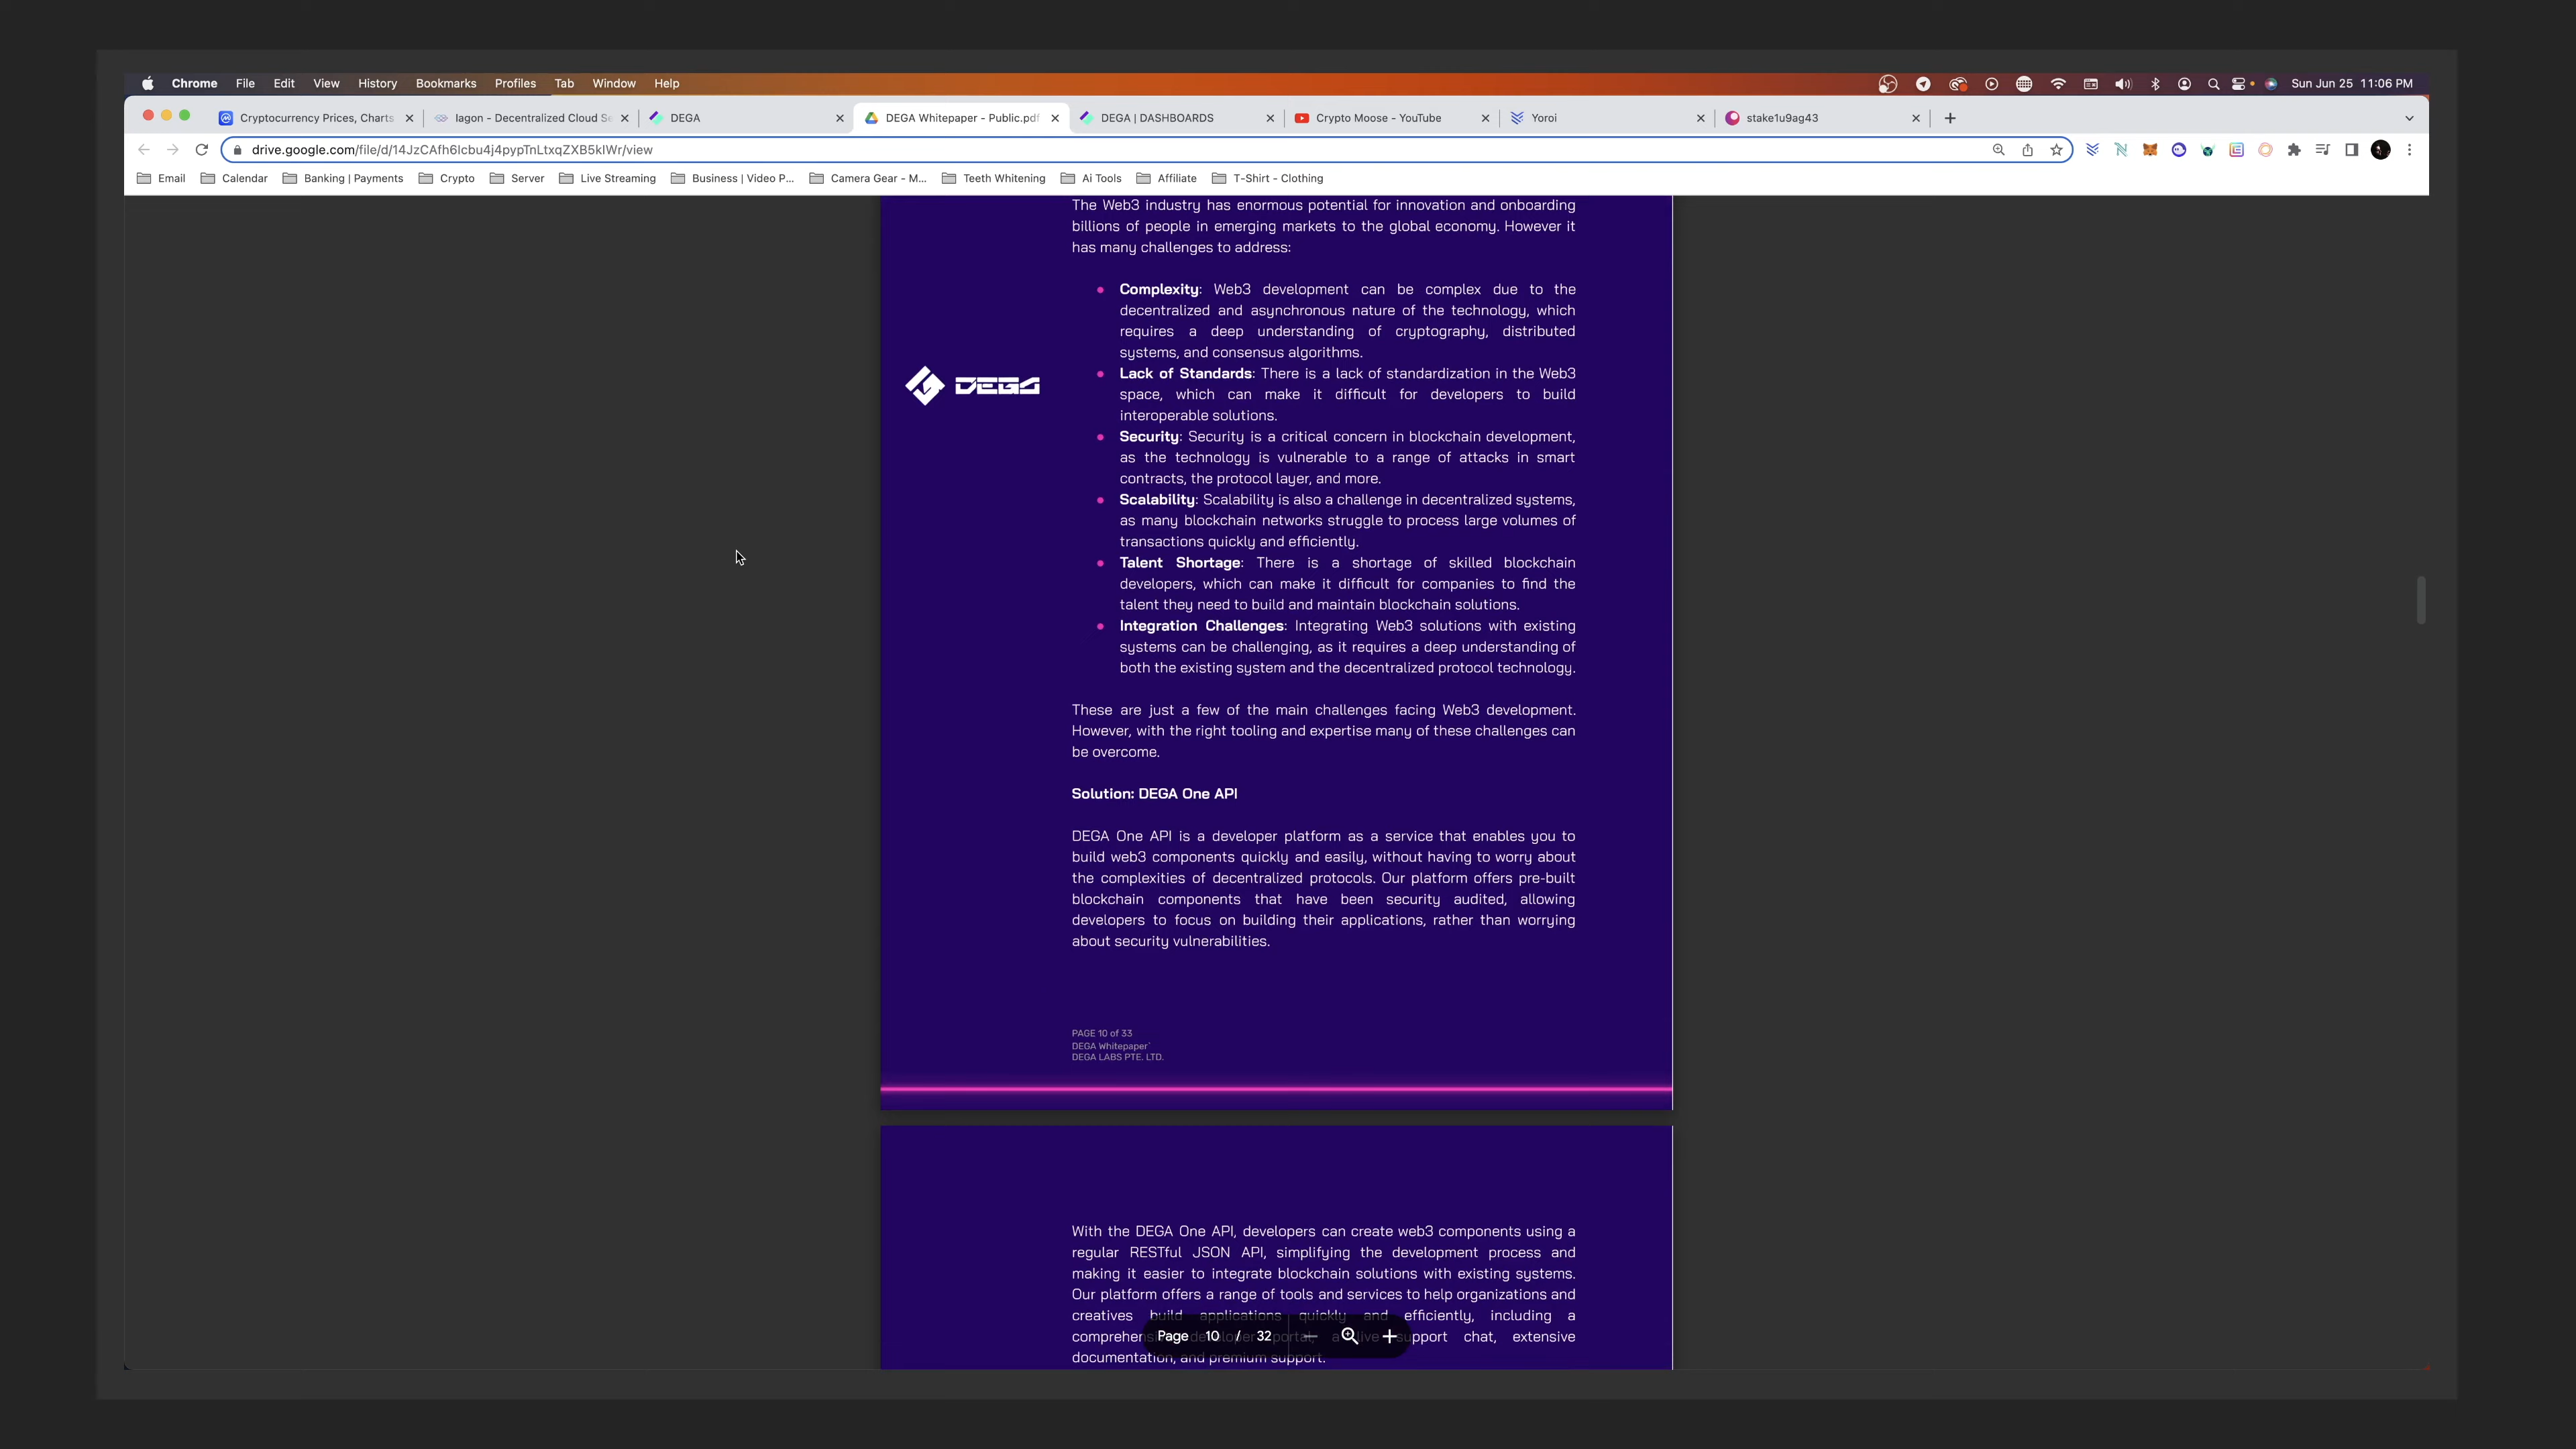 Chrome File Edit View History Bookmarks Profiles Tab Window Help Sun Jun 25 11:06 PM
Cryptocurrency Prices, Charts Iagon - Decentralized Cloud Se DEGA DEGA Whitepaper - Public.pdf DEGA | DASHBOARDS Crypto Moose - YouTube Yoroi stake1u9ag43
drive.google.com/file/d/14JzCAfh6lcbu4j4pypTnLtxqZXB5kIWr/view
Email Calendar Banking | Payments Crypto Server Live Streaming Business | Video P... Camera Gear - M... Teeth Whitening Ai Tools Affiliate T-Shirt - Clothing
The Web3 industry has enormous potential for innovation and onboarding
billions of people in emerging markets to the global economy. However it
has many challenges to address:
• Complexity: Web3 development can be complex due to the
decentralized and asynchronous nature of the technology, which
requires a deep understanding of cryptography, distributed
systems, and consensus algorithms.
DEGA
• Lack of Standards: There is a lack of standardization in the Web3
space, which can make it difficult for developers to build
interoperable solutions.
• Security: Security is a critical concern in blockchain development,
as the technology is vulnerable to a range of attacks in smart
contracts, the protocol layer, and more.
• Scalability: Scalability is also a challenge in decentralized systems,
as many blockchain networks struggle to process large volumes of
transactions quickly and efficiently.
• Talent Shortage: There is a shortage of skilled blockchain
developers, which can make it difficult for companies to find the
talent they need to build and maintain blockchain solutions.
• Integration Challenges: Integrating Web3 solutions with existing
systems can be challenging, as it requires a deep understanding of
both the existing system and the decentralized protocol technology.
These are just a few of the main challenges facing Web3 development.
However, with the right tooling and expertise many of these challenges can
be overcome.
Solution: DEGA One API
DEGA One API is a developer platform as a service that enables you to
build web3 components quickly and easily, without having to worry about
the complexities of decentralized protocols. Our platform offers pre-built
blockchain components that have been security audited, allowing
developers to focus on building their applications, rather than worrying
about security vulnerabilities.
PAGE 10 of 33
DEGA Whitepaper`
DEGA LABS PTE. LTD.
With the DEGA One API, developers can create web3 components using a
regular RESTful JSON API, simplifying the development process and
making it easier to integrate blockchain solutions with existing systems.
Our platform offers a range of tools and services to help organizations and
creatives build applications quickly and efficiently, including a
comprehensive developer portal, a live support chat, extensive
documentation, and premium support.
Page 10 / 32